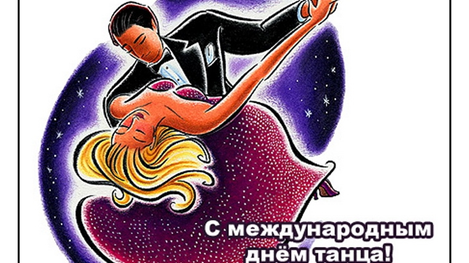 С международным
днём танца!